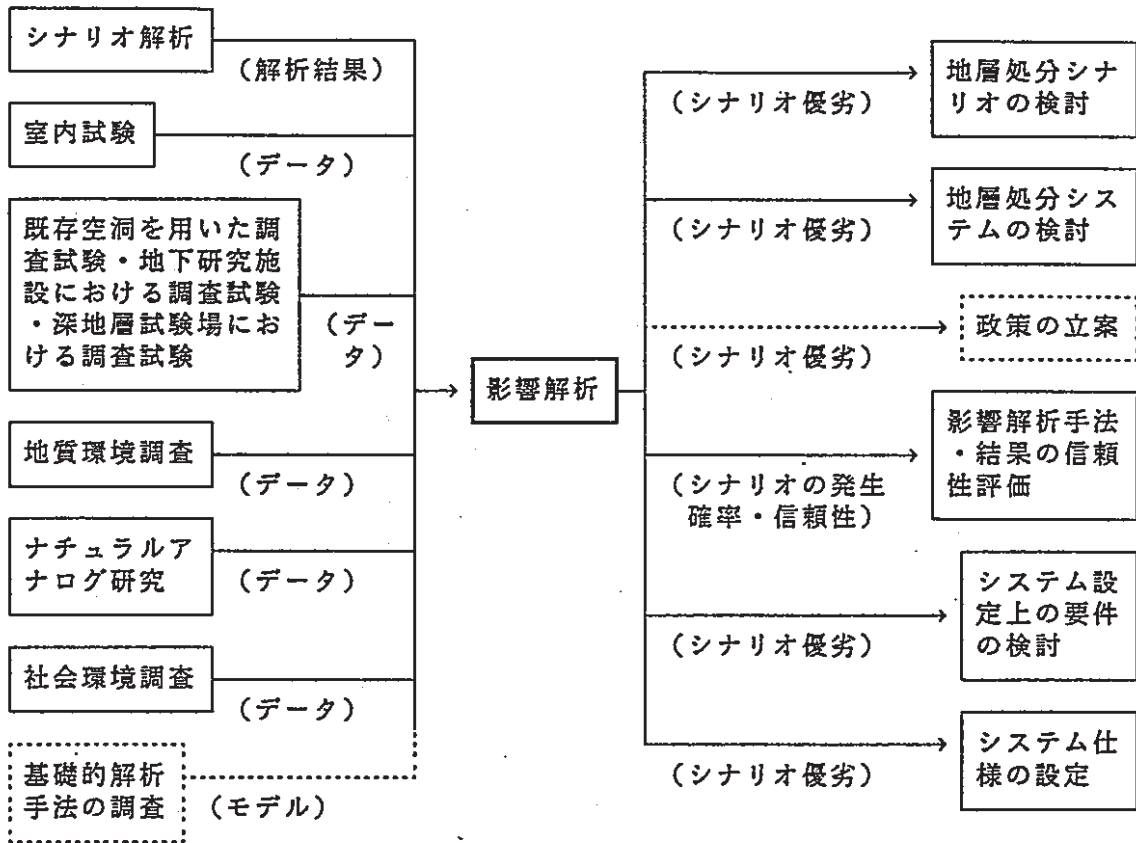 シナリオ解析
(解析結果)
室内試験
(データ)
既存空洞を用いた調
査試験・地下研究施
設における調査試験
・深地層試験場にお
ける調査試験
(デー
タ)
地質環境調査
(データ)
ナチュラルア
ナログ研究
(データ)
社会環境調査
(データ)
基礎的解析
手法の調査
(モデル)
影響解析
(シナリオ優劣)
地層処分シナ
リオの検討
(シナリオ優劣)
地層処分シス
テムの検討
(シナリオ優劣)
政策の立案
(シナリオの発生
確率・信頼性)
影響解析手法
・結果の信頼
性評価
(シナリオ優劣)
システム設
定上の要件
の検討
(シナリオ優劣)
システム仕
様の設定